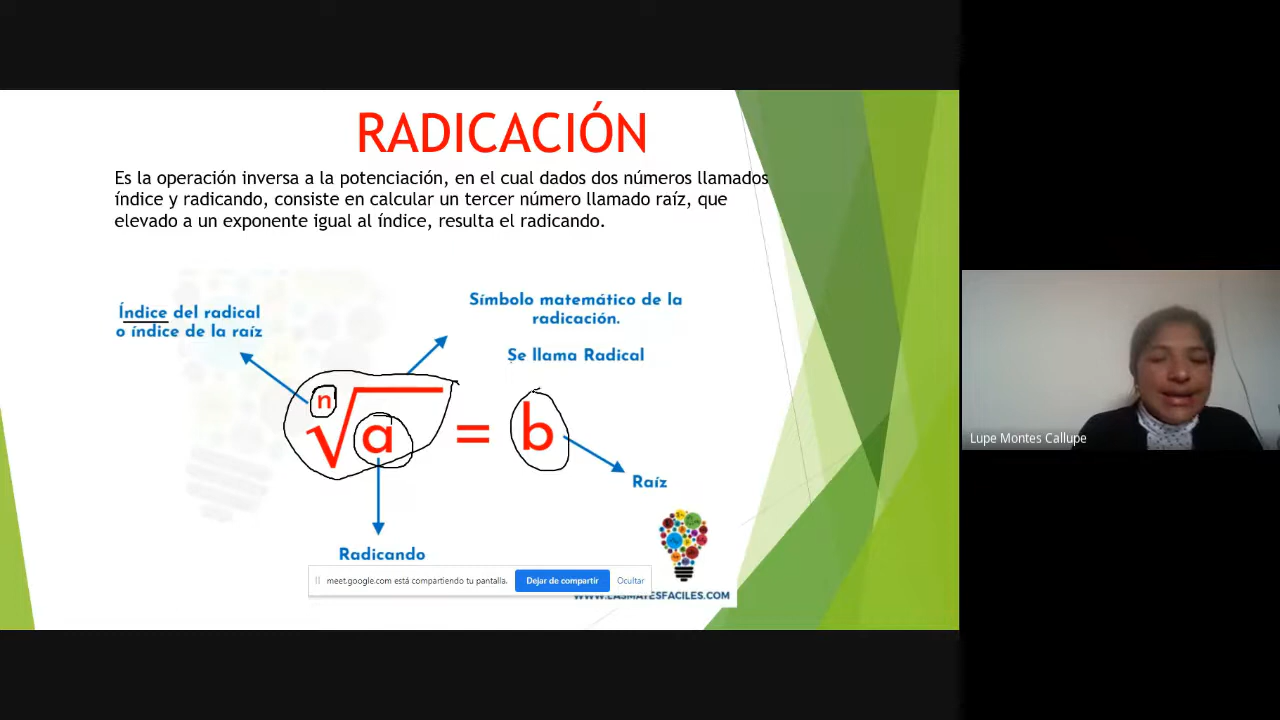 RADICACIÓN
Es la operación inversa a la potenciación, en el cual dados dos números llamados
índice y radicando, consiste en calcular un tercer número llamado raíz, que
elevado a un exponente igual al índice, resulta el radicando.
Índice del radical
o índice de la raíz
Símbolo matemático de la
radicación.
Se llama Radical
n√a = b
Raíz
Radicando
meet.google.com está compartiendo tu pantalla.
Dejar de compartir
Ocultar
WWW.LASMATESFACILES.COM
Lupe Montes Callupe